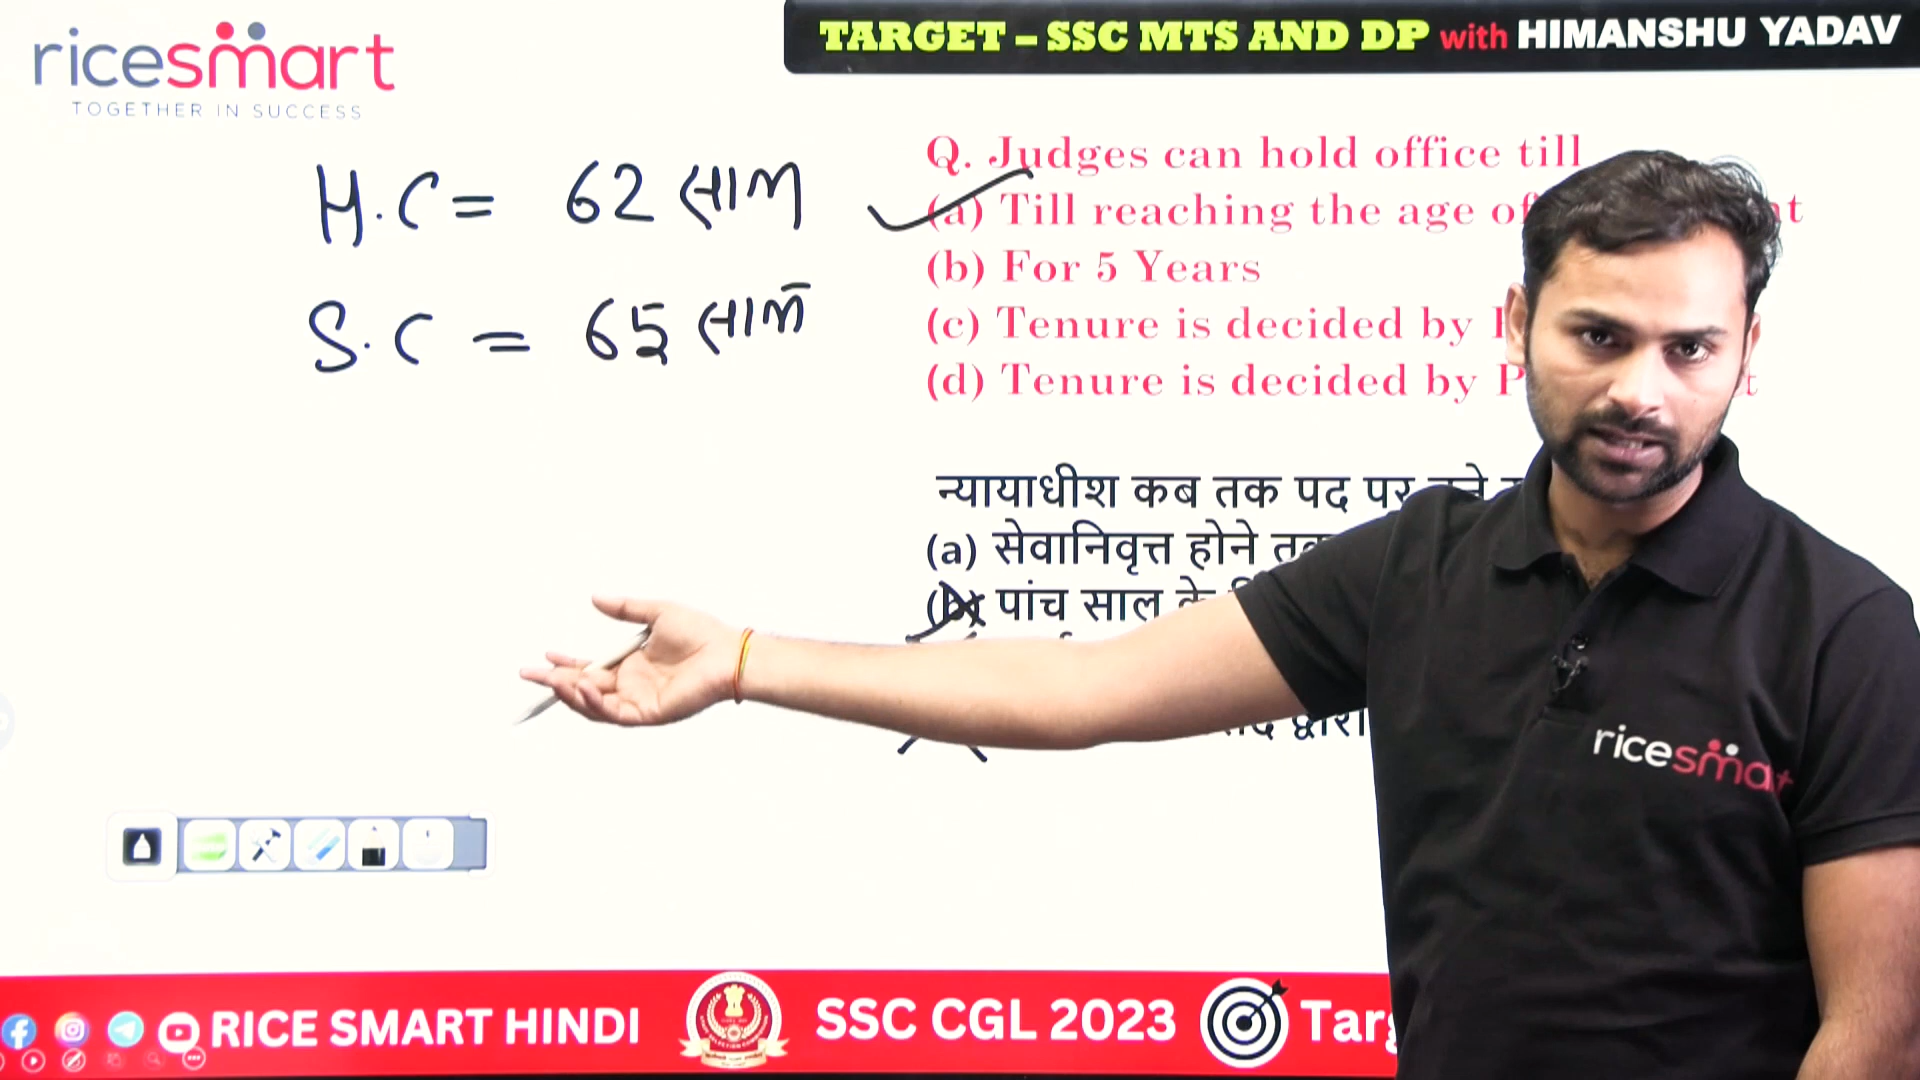 ricesmart
TOGETHER IN SUCCESS
TARGET – SSC MTS AND DP with HIMANSHU YADAV
H.C = 62 साल
S.C = 65 साल
Q. Judges can hold office till
(a) Till reaching the age of
(b) For 5 Years
(c) Tenure is decided by
(d) Tenure is decided by
न्यायाधीश कब तक पद पर
(a) सेवानिवृत्त होने
(b) पांच साल के
द्वारा
ricesmart
RICE SMART HINDI
SSC CGL 2023